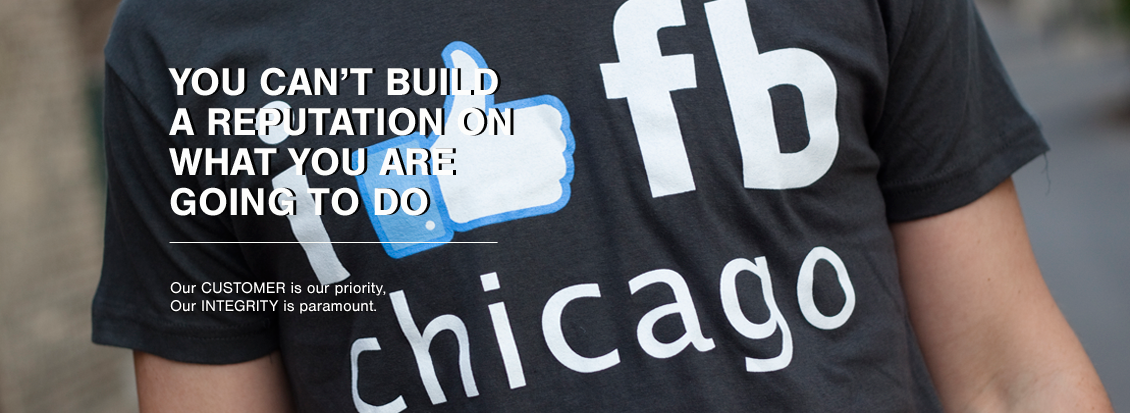 YOU CAN'T BUILD
A REPUTATION ON
WHAT YOU ARE
GOING TO DO
Our CUSTOMER is our priority,
Our INTEGRITY is paramount.
i fb
chicago